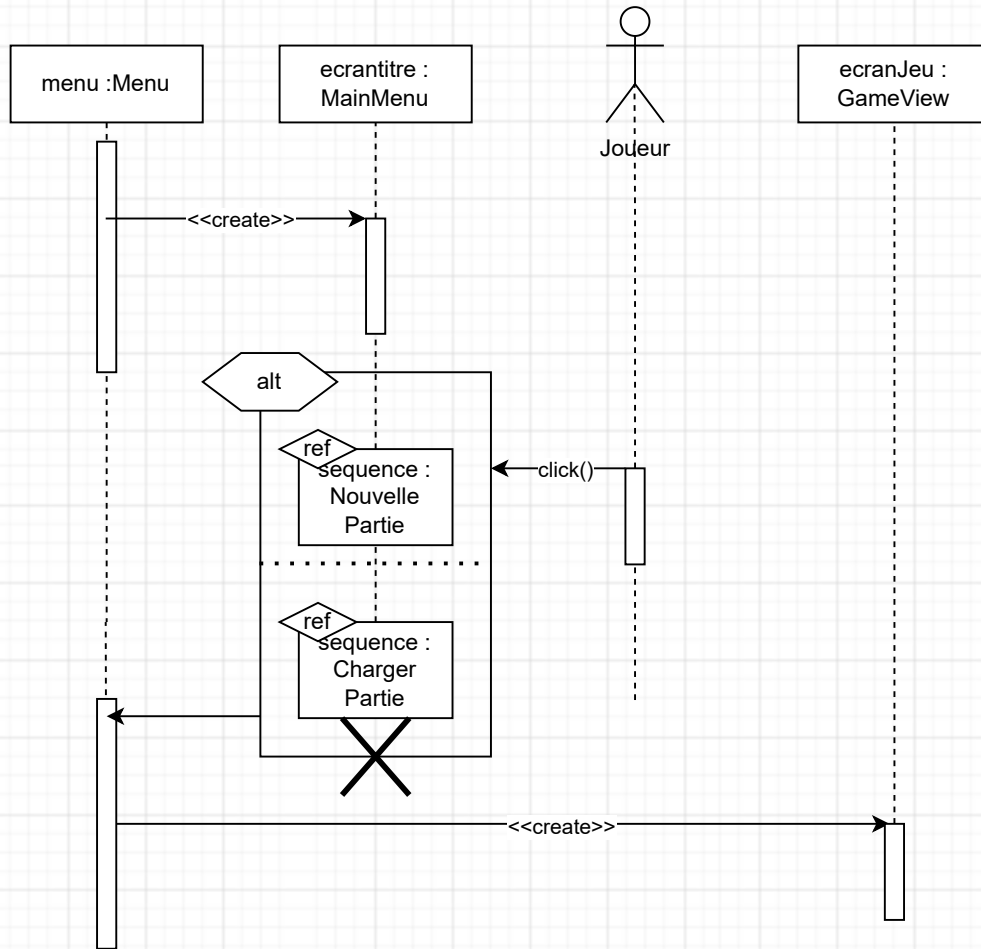 menu :Menu
ecrantitre :
MainMenu
Joueur
ecranJeu :
GameView
<<create>>
alt
ref
sequence :
Nouvelle
Partie
click()
ref
sequence :
Charger
Partie
<<create>>